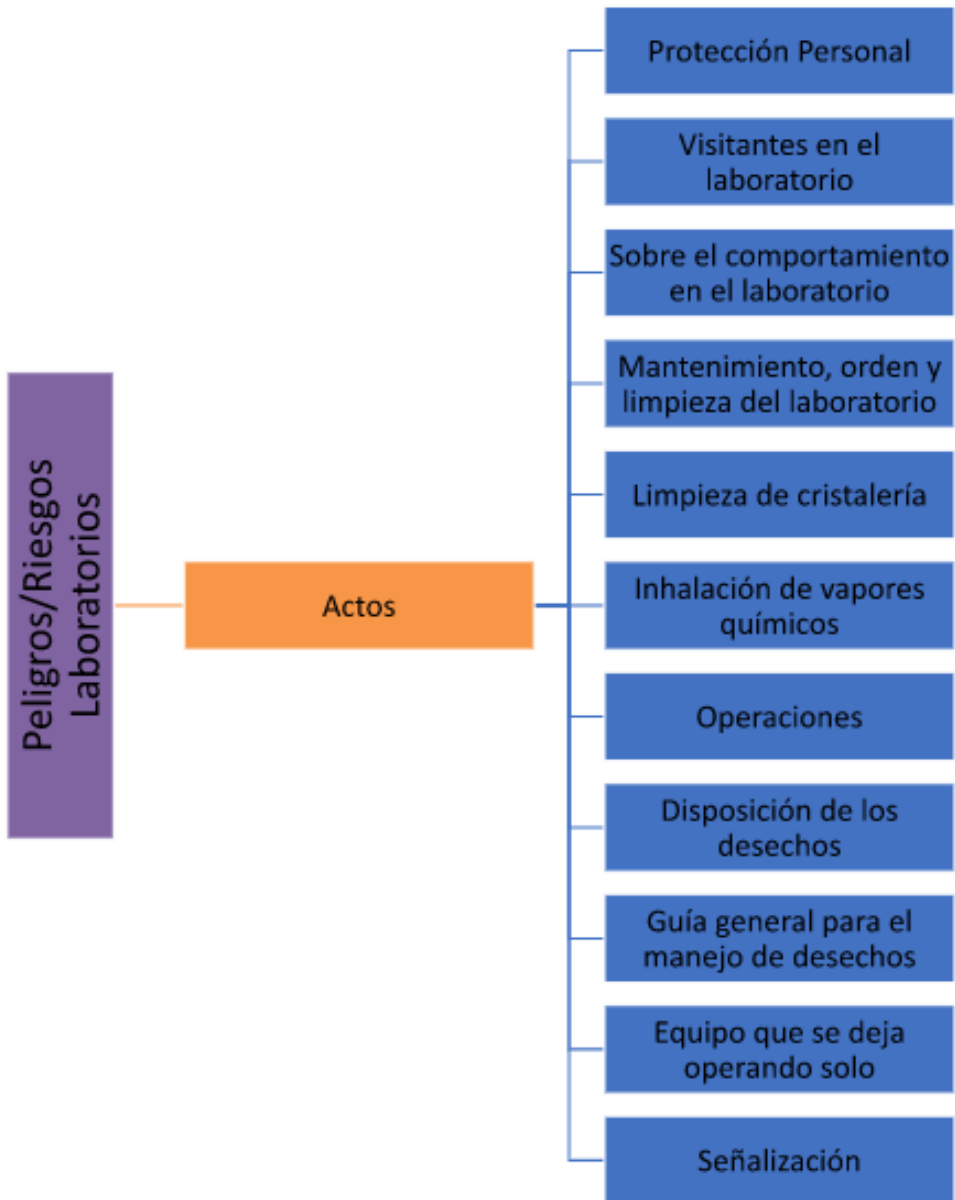 Peligros/Riesgos
Laboratorios
Actos
Protección Personal
Visitantes en el
laboratorio
Sobre el comportamiento
en el laboratorio
Mantenimiento, orden y
limpieza del laboratorio
Limpieza de cristalería
Inhalación de vapores
químicos
Operaciones
Disposición de los
desechos
Guía general para el
manejo de desechos
Equipo que se deja
operando solo
Señalización